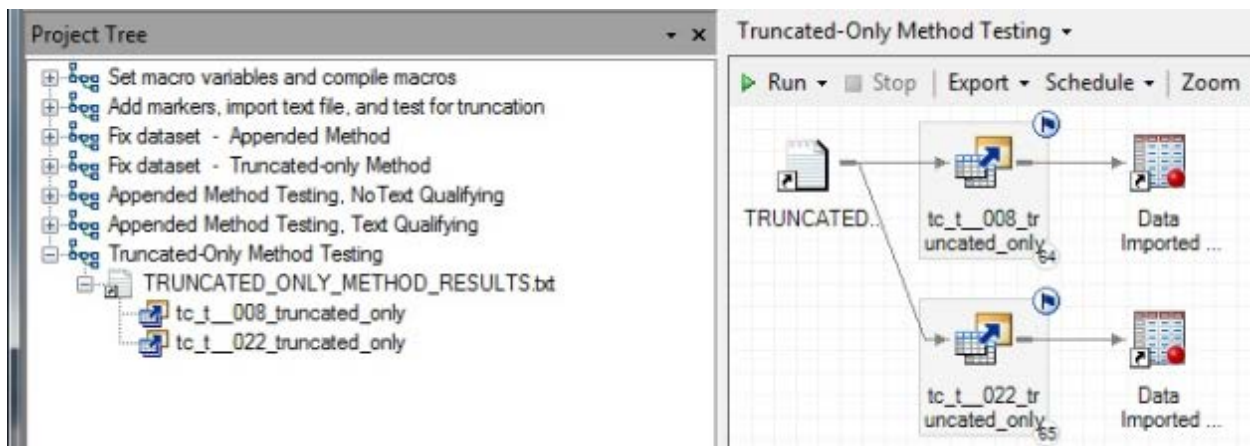 Project Tree
Set macro variables and compile macros
Add markers, import text file, and test for truncation
Fix dataset - Appended Method
Fix dataset - Truncated-only Method
Appended Method Testing, No Text Qualifying
Appended Method Testing, Text Qualifying
Truncated-Only Method Testing
TRUNCATED_ONLY_METHOD_RESULTS.txt
tc_t__008_truncated_only
tc_t__022_truncated_only
Truncated-Only Method Testing
Run Stop Export Schedule Zoom
TRUNCATED...
tc_t__008_tr
uncated_only
64
Data
Imported ...
tc_t__022_tr
uncated_only
65
Data
Imported ...